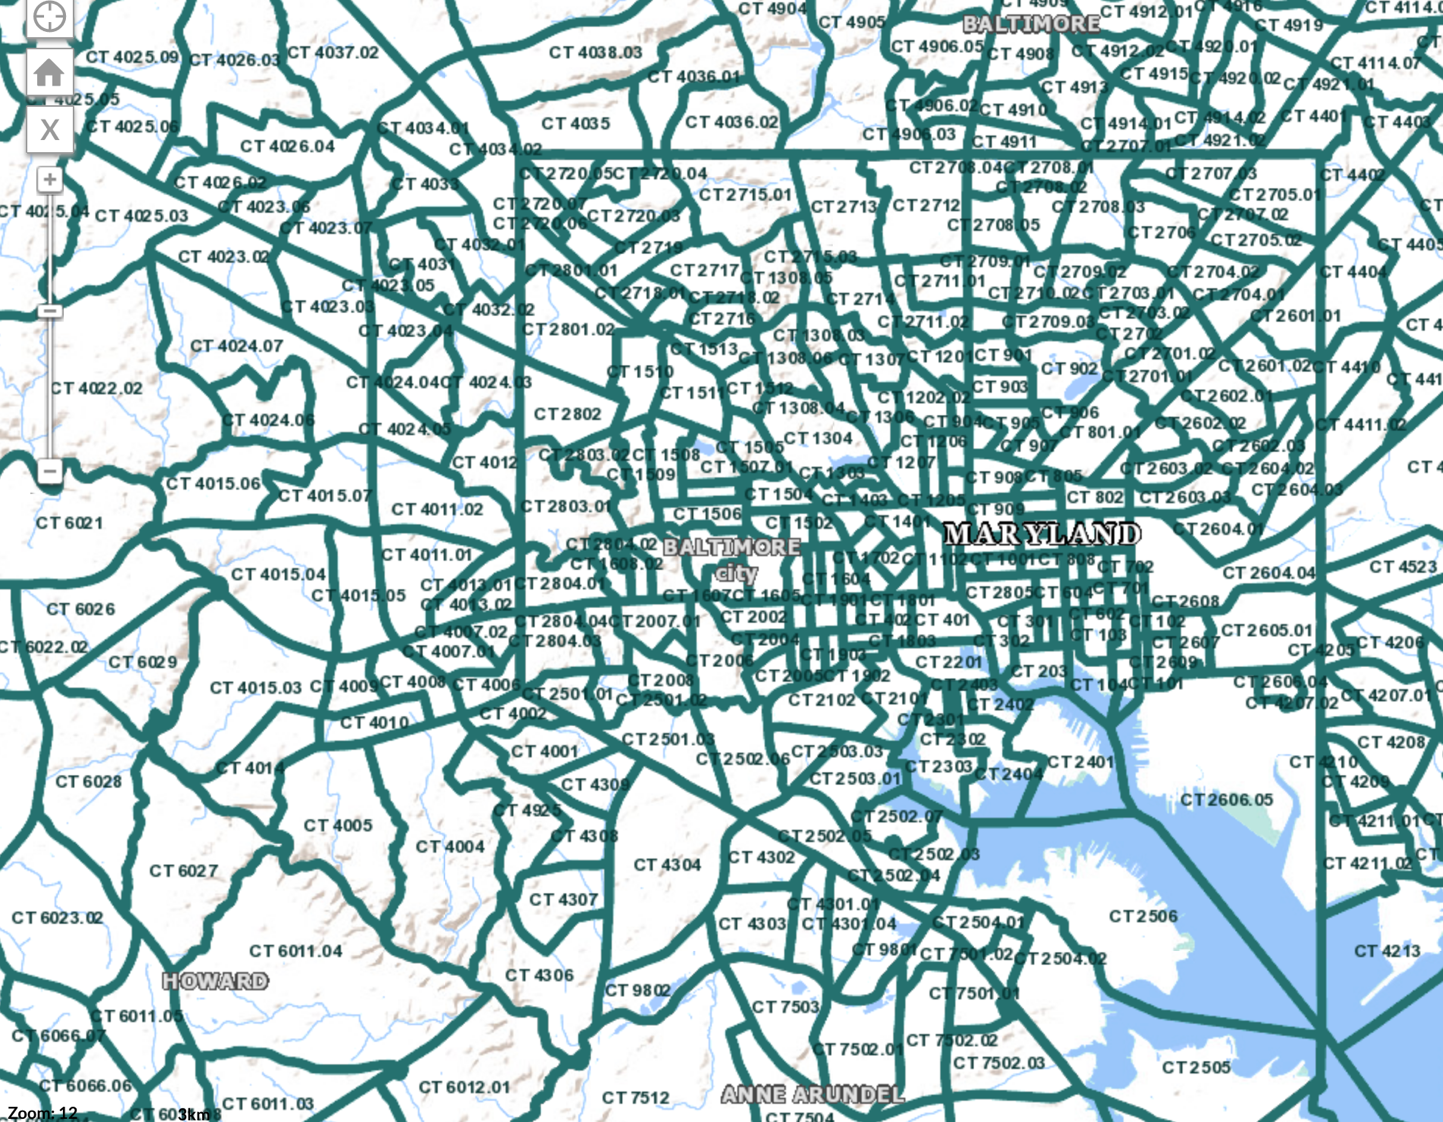 CT 4904
CT 4905
CT 4909
CT 4912.01
CT 4916
CT 4919
CT 4114.0
BALTIMORE
CT 4025.09
CT 4026.03
CT 4037.02
CT 4038.03
CT 4906.05
CT 4908
CT 4912.02
CT 4920.01
CT 4114.07
CT 4036.01
CT 4915
CT 4920.02
CT 4921.01
CT 4913
4025.05
X
CT 4906.02
CT 4910
CT 4025.06
CT 4034.01
CT 4035
CT 4036.02
CT 4914.01
CT 4914.02
CT 4401
CT 4403
CT 4906.03
CT 4911
CT 4921.02
CT 4026.04
CT 4034.02
CT 2707.01
CT 2720.05
CT 2720.04
CT 2708.04
CT 2708.01
CT 2707.03
CT 4402
CT 4026.02
CT 4033
CT 2715.01
CT 2708.02
CT 2705.01
CT 4025.04
CT 4025.03
CT 4023.06
CT 2720.07
CT 2720.03
CT 2713
CT 2712
CT 2708.03
CT 2707.02
CT 4023.07
CT 2720.06
CT 2708.05
CT 2706
CT 2705.02
CT 4405
CT 4023.02
CT 4032.01
CT 2719
CT 2715.03
CT 4031
CT 2801.01
CT 2717
CT 1308.05
CT 2709.01
CT 2709.02
CT 2704.02
CT 4404
CT 4023.05
CT 2718.01
CT 2718.02
CT 2714
CT 2711.01
CT 2710.02
CT 2703.01
CT 2704.01
CT 4023.03
CT 4032.02
CT 2716
CT 2711.02
CT 2709.03
CT 2703.02
CT 2601.01
CT 4023.04
CT 2801.02
CT 1308.03
CT 2702
CT 4024.07
CT 1513
CT 1308.06
CT 1307
CT 1201
CT 901
CT 2701.02
CT 2601.02
CT 4410
CT 4022.02
CT 4024.04
CT 4024.03
CT 1510
CT 1511
CT 1512
CT 903
CT 902
CT 2701.01
CT 1202.02
CT 2602.01
CT 4024.06
CT 4024.05
CT 2802
CT 1308.04
CT 1306
CT 904
CT 905
CT 906
CT 801.01
CT 2602.02
CT 4411.02
CT 1304
CT 1206
CT 907
CT 2602.03
CT 4012
CT 2803.02
CT 1508
CT 1505
CT 1509
CT 1507.01
CT 1303
CT 1207
CT 908
CT 805
CT 2603.02
CT 2604.02
CT 4015.06
CT 4015.07
CT 1504
CT 1403
CT 1205
CT 802
CT 2603.03
CT 2604.03
CT 6021
CT 4011.02
CT 2803.01
CT 1506
CT 1502
CT 1401
CT 909
MARYLAND
CT 2604.01
CT 4011.01
CT 2804.02
BALTIMORE
city
CT 1608.02
CT 1702
CT 1102
CT 1001
CT 808
CT 702
CT 4015.04
CT 4015.05
CT 4013.01
CT 2804.01
CT 1604
CT 701
CT 2604.04
CT 4523
CT 6026
CT 4013.02
CT 1607
CT 1605
CT 1901
CT 1801
CT 2805
CT 604
CT 2608
CT 4007.02
CT 2804.04
CT 2007.01
CT 2002
CT 402
CT 401
CT 301
CT 602
CT 102
CT 2605.01
CT 6022.02
CT 4007.01
CT 2804.03
CT 2004
CT 1803
CT 302
CT 103
CT 2607
CT 4205
CT 4206
CT 6029
CT 2006
CT 1903
CT 2201
CT 203
CT 2609
CT 4015.03
CT 4009
CT 4008
CT 4006
CT 2501.01
CT 2008
CT 2501.02
CT 2005
CT 1902
CT 2403
CT 104
CT 101
CT 2606.04
CT 4207.01
CT 4207.02
CT 4010
CT 4002
CT 2102
CT 2101
CT 2402
CT 2301
CT 2302
CT 4001
CT 2501.03
CT 2502.06
CT 2503.03
CT 2303
CT 2404
CT 2401
CT 4208
CT 4210
CT 6028
CT 4014
CT 4309
CT 2503.01
CT 4209
CT 2606.05
CT 4005
CT 4925
CT 4308
CT 2502.07
CT 2502.05
CT 4211.01
CT 4004
CT 4304
CT 4302
CT 2502.03
CT 4211.02
CT 6027
CT 2502.04
CT 6023.02
CT 4307
CT 4301.01
CT 4303
CT 4301.04
CT 2504.01
CT 2506
CT 6011.04
CT 9801
CT 7501.02
CT 2504.02
CT 4213
HOWARD
CT 4306
CT 9802
CT 7501.01
CT 6011.05
CT 7503
CT 6066.07
CT 7502.01
CT 7502.02
CT 7502.03
CT 2505
CT 6066.06
CT 6012.01
CT 7512
ANNE ARUNDEL
CT 6011.03
Zoom: 12
3km
CT 7504